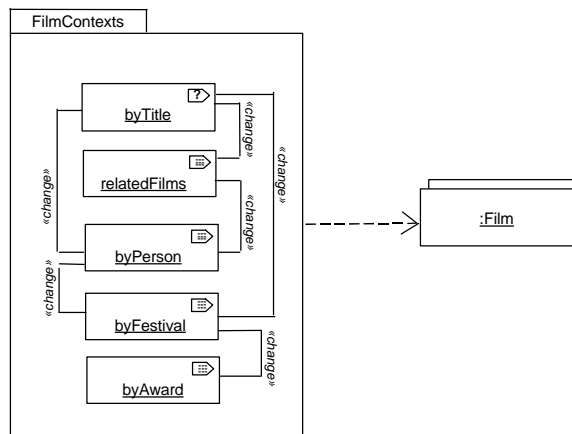 FilmContexts
?
byTitle
«change»
relatedFilms
«change»
«change»
«change»
byPerson
:Film
«change»
byFestival
«change»
byAward